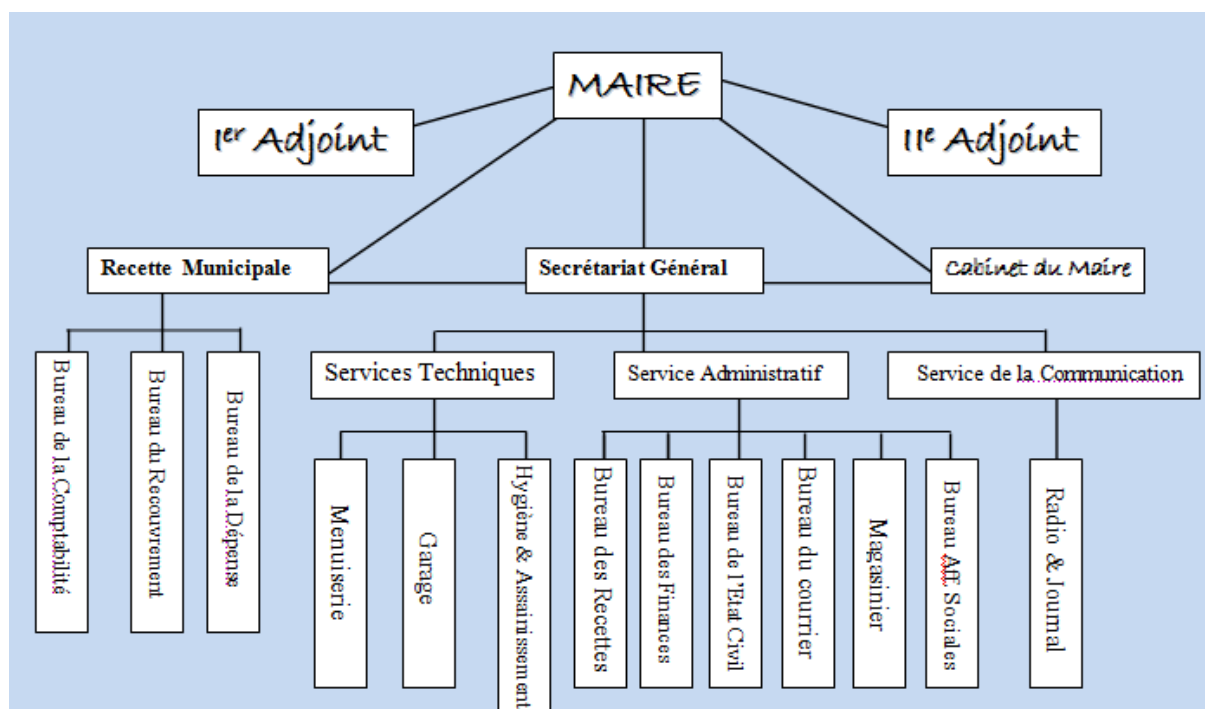 MAIRE
Ier Adjoint
IIe Adjoint
Recette Municipale
Secrétariat Général
Cabinet du Maire
Services Techniques
Service Administratif
Service de la Communication
Bureau de la Comptabilité
Bureau du Recouvrement
Bureau de la Dépense
Menuiserie
Garage
Hygiène & Assainissement
Bureau des Recettes
Bureau des Finances
Bureau de l'Etat Civil
Bureau du courrier
Magasinier
Bureau Aff. Sociales
Radio & Journal